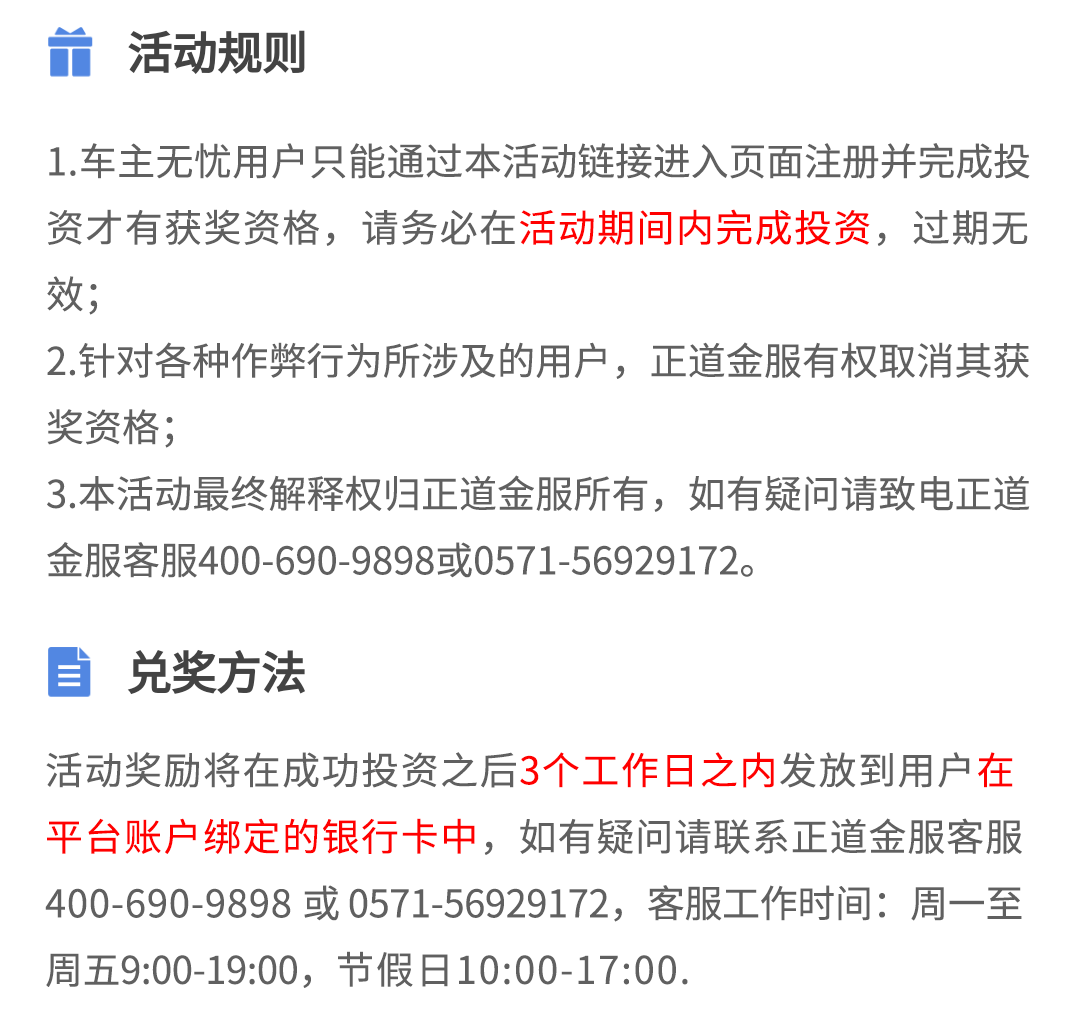 活动规则
1.车主无忧用户只能通过本活动链接进入页面注册并完成投
资才有获奖资格，请务必在活动期间内完成投资，过期无
效；
2.针对各种作弊行为所涉及的用户，正道金服有权取消其获
奖资格；
3.本活动最终解释权归正道金服所有，如有疑问请致电正道
金服客服400-690-9898或0571-56929172。
兑奖方法
活动奖励将在成功投资之后3个工作日之内发放到用户在
平台账户绑定的银行卡中，如有疑问请联系正道金服客服
400-690-9898 或 0571-56929172，客服工作时间：周一至
周五9:00-19:00，节假日10:00-17:00.